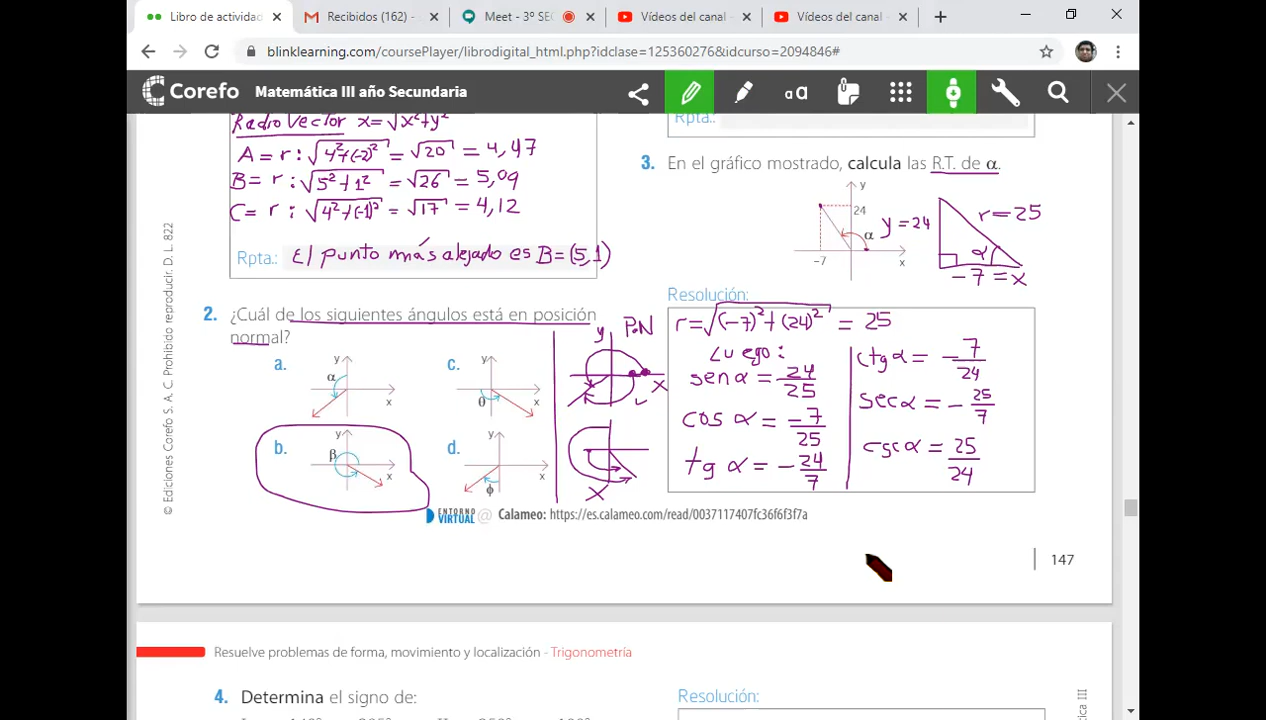 Libro de actividad
Recibidos (162) -
Meet - 3º SEC
Vídeos del canal -
Vídeos del canal -
blinklearning.com/coursePlayer/librodigital_html.php?idclase=125360276&idcurso=2094846#
Corefo
Matemática III año Secundaria
aA
Radio Vector x=√x²+y²
A = r : √4²+(-2)² = √20 = 4,47
B = r : √5²+1² = √26 = 5,09
C = r : √4²+(-1)² = √17 = 4,12
Rpta.: El punto más alejado es B=(5,1)
2. ¿Cuál de los siguientes ángulos está en posición
normal?
a.
y
α
x
c.
y
θ
x
b.
y
β
x
d.
y
ϕ
x
y
P.N
x
X
ENTORNO
VIRTUAL @ Calameo: https://es.calameo.com/read/0037117407fc36f6f3f7a
© Ediciones Corefo S. A. C. Prohibido reproducir. D. L. 822
Rpta.:
3. En el gráfico mostrado, calcula las R.T. de α.
y
24
α
-7
x
y=24
r=25
α
-7=x
Resolución:
r=√(-7)²+(24)² = 25
Luego:
sen α = 24/25
cos α = -7/25
tg α = -24/7
ctg α = -7/24
sec α = -25/7
csc α = 25/24
147
Resuelve problemas de forma, movimiento y localización - Trigonometría
4. Determina el signo de:
Resolución: